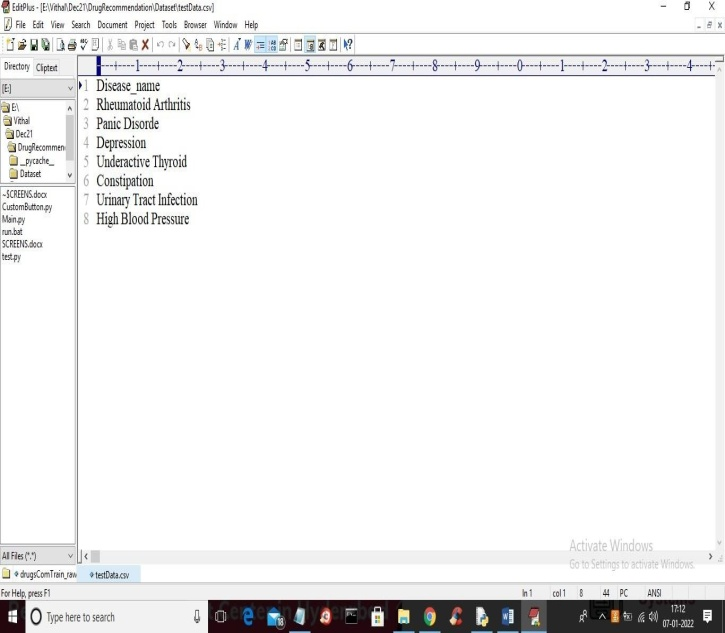 EditPlus - [E:\Vithal\Dec21\DrugRecommendation\Dataset\testData.csv]
File Edit View Search Document Project Tools Browser Window Help
Directory Cliptext
[E:]
E:\
Vithal
Dec21
DrugRecommen
__pycache__
Dataset
~$CREENS.docx
CustomButton.py
Main.py
run.bat
SCREENS.docx
test.py
All Files (*.*)
----+----1----+----2----+----3----+----4----+----5----+----6----+----7----+----8----+----9----+----0----+----1----+----2----+----3----+----4----+-
1 Disease_name
2 Rheumatoid Arthritis
3 Panic Disorde
4 Depression
5 Underactive Thyroid
6 Constipation
7 Urinary Tract Infection
8 High Blood Pressure
Activate Windows
Go to Settings to activate Windows.
drugsComTrain_raw testData.csv
For Help, press F1 ln 1 col 1 8 44 PC ANSI
Type here to search
17:12
07-01-2022